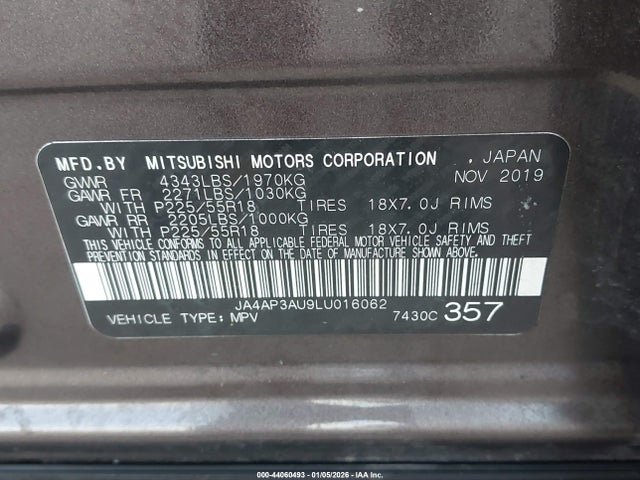 MFD.BY MITSUBISHI MOTORS CORPORATION , JAPAN
GWWR 4343LBS/1970KG NOV 2019
GAWR FR 2271LBS/1030KG
WITH P225/55R18 TIRES 18X7.0J RIMS
GAWR RR 2205LBS/1000KG
WITH P225/55R18 TIRES 18X7.0J RIMS
THIS VEHICLE CONFORMS TO ALL APPLICABLE FEDERAL MOTOR VEHICLE SAFETY AND THEFT
PREVENTION STANDARDS IN EFFECT ON THE DATE OF MANUFACTURE SHOWN ABOVE.
JA4AP3AU9LU016062
VEHICLE TYPE: MPV 7430C 357
000-44060493 - 01/05/2026 - IAA Inc.